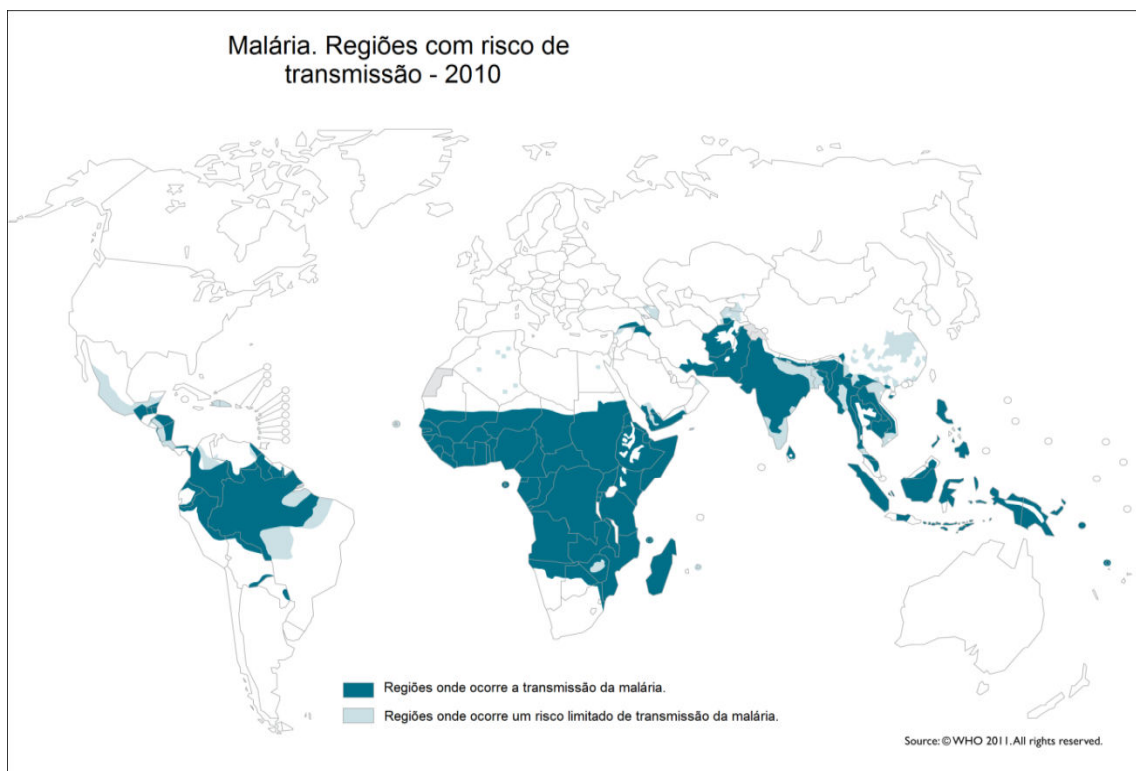 Malária. Regiões com risco de
transmissão - 2010
Regiões onde ocorre a transmissão da malária.
Regiões onde ocorre um risco limitado de transmissão da malária.
Source: © WHO 2011. All rights reserved.